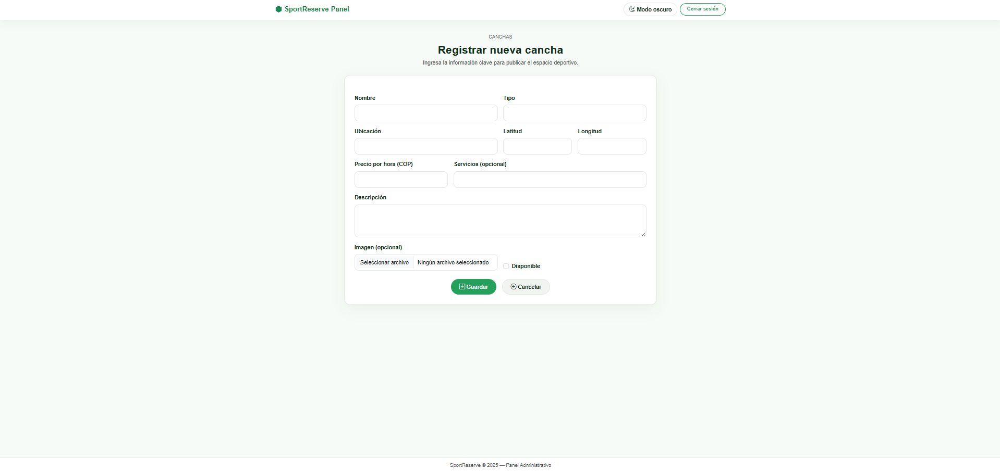 SportReserve Panel
Modo oscuro
Cerrar sesión
CANCHAS
Registrar nueva cancha
Ingresa la información clave para publicar el espacio deportivo.
Nombre
Tipo
Ubicación
Latitud
Longitud
Precio por hora (COP)
Servicios (opcional)
Descripción
Imagen (opcional)
Seleccionar archivo
Ningún archivo seleccionado
Disponible
Guardar
Cancelar
SportReserve © 2025 — Panel Administrativo